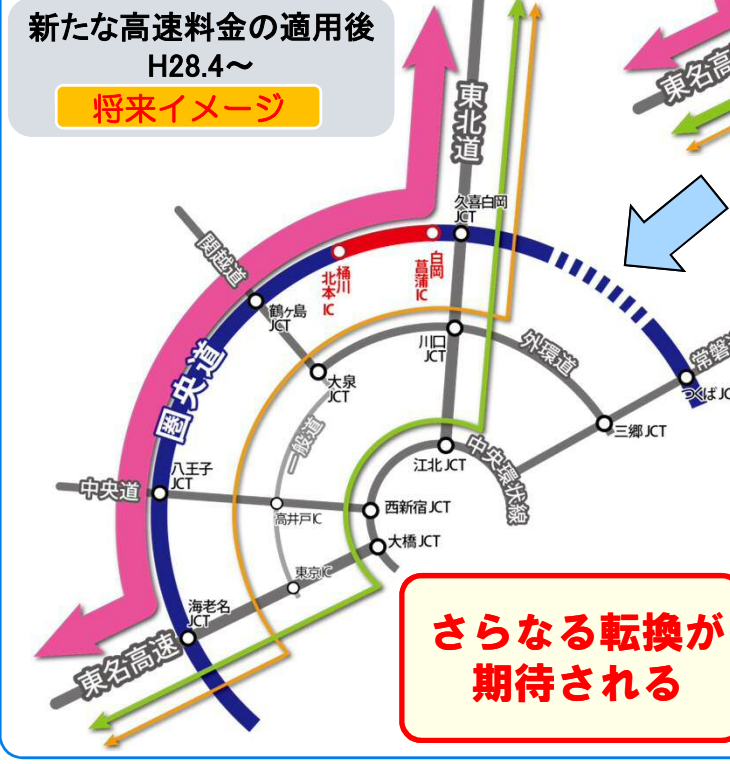 新たな高速料金の適用後
H28.4～
将来イメージ
東名高
東北道
久喜白岡
JCT
関越道
桶川
北本IC
白岡
菖蒲IC
鶴ヶ島
JCT
川口
JCT
外環道
常磐
圏央道
大泉
JCT
つくばJC
一般道
三郷JCT
中央環状線
江北JCT
八王子
JCT
中央道
高井戸IC
西新宿JCT
大橋JCT
東京IC
海老名
JCT
東名高速
さらなる転換が
期待される